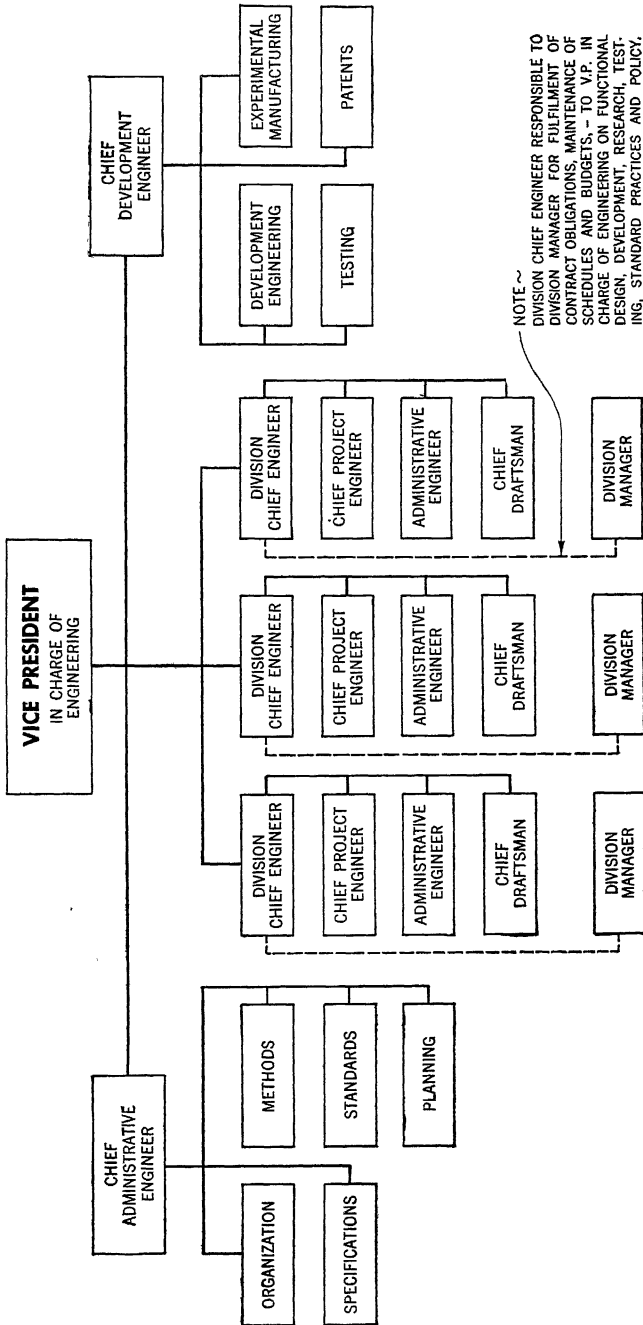 VICE PRESIDENT
IN CHARGE OF
ENGINEERING
CHIEF
ADMINISTRATIVE
ENGINEER
CHIEF
DEVELOPMENT
ENGINEER
ORGANIZATION
METHODS
SPECIFICATIONS
STANDARDS
PLANNING
DIVISION
CHIEF ENGINEER
CHIEF PROJECT
ENGINEER
ADMINISTRATIVE
ENGINEER
CHIEF
DRAFTSMAN
DIVISION
MANAGER
DIVISION
CHIEF ENGINEER
CHIEF PROJECT
ENGINEER
ADMINISTRATIVE
ENGINEER
CHIEF
DRAFTSMAN
DIVISION
MANAGER
DIVISION
CHIEF ENGINEER
CHIEF PROJECT
ENGINEER
ADMINISTRATIVE
ENGINEER
CHIEF
DRAFTSMAN
DIVISION
MANAGER
DEVELOPMENT
ENGINEERING
EXPERIMENTAL
MANUFACTURING
TESTING
PATENTS
NOTE~
DIVISION CHIEF ENGINEER RESPONSIBLE TO
DIVISION MANAGER FOR FULFILMENT OF
CONTRACT OBLIGATIONS, MAINTENANCE OF
SCHEDULES AND BUDGETS,- TO V.P. IN
CHARGE OF ENGINEERING ON FUNCTIONAL
DESIGN, DEVELOPMENT, RESEARCH, TEST-
ING, STANDARD PRACTICES AND POLICY.